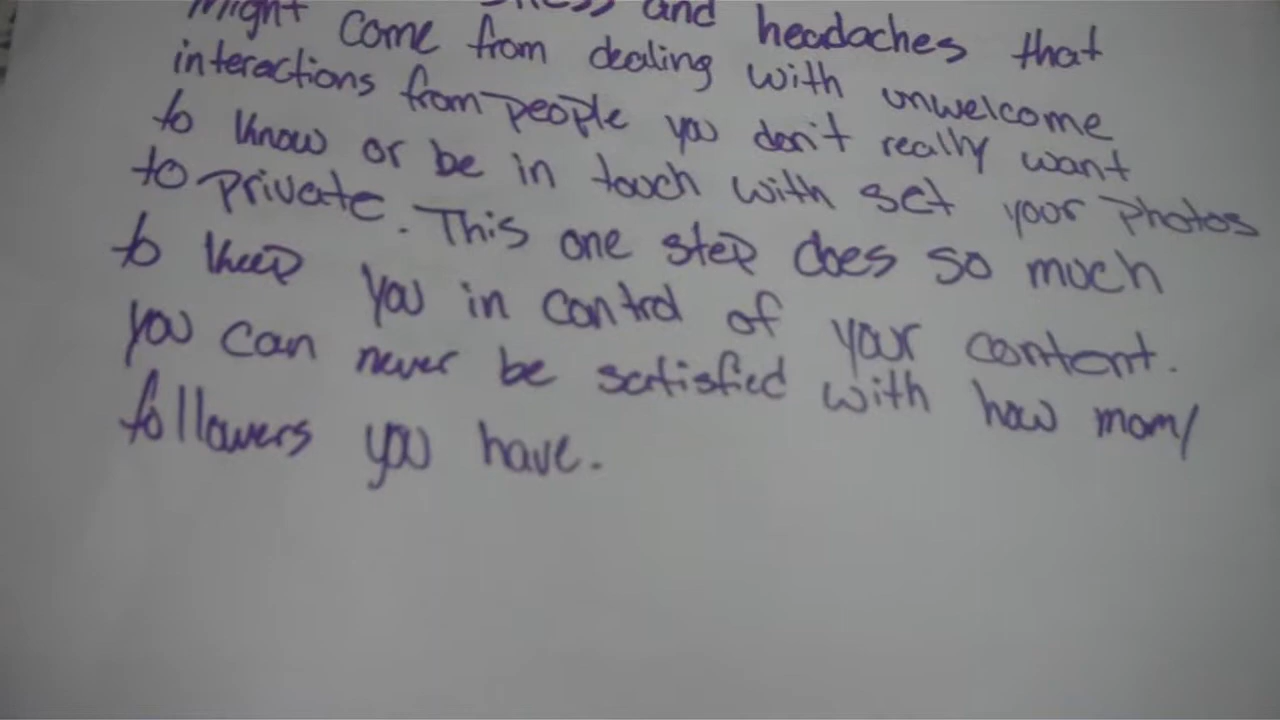 and headaches that
Might come from dealing with unwelcome
interactions from people you don't really want
to know or be in touch with set your photos
to private. This one step does so much
to keep you in control of your content.
you can never be satisfied with how many
followers you have.